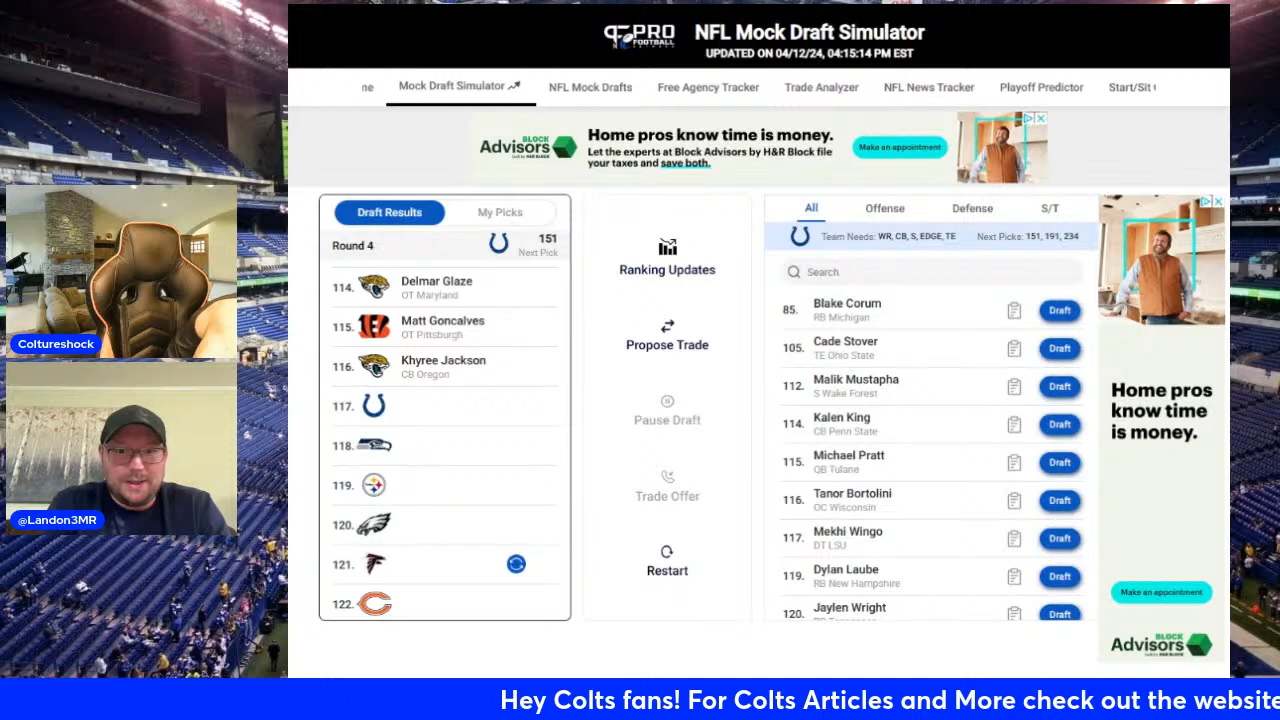 PRO
FOOTBALL
NFL Mock Draft Simulator
UPDATED ON 04/12/24, 04:15:14 PM EST
me
Mock Draft Simulator
NFL Mock Drafts
Free Agency Tracker
Trade Analyzer
NFL News Tracker
Playoff Predictor
Start/Sit
BLOCK
Advisors
Home pros know time is money.
Let the experts at Block Advisors by H&R Block file
your taxes and save both.
Make an appointment
Draft Results
My Picks
Round 4
151
Next Pick
114. Delmar Glaze
OT Maryland
115. Matt Goncalves
OT Pittsburgh
116. Khyree Jackson
CB Oregon
117.
118.
119.
120.
121.
122.
Ranking Updates
Propose Trade
Pause Draft
Trade Offer
Restart
All
Offense
Defense
S/T
Team Needs: WR, CB, S, EDGE, TE
Next Picks: 151, 191, 234
Search
85. Blake Corum Draft
RB Michigan
105. Cade Stover Draft
TE Ohio State
112. Malik Mustapha Draft
S Wake Forest
114. Kalen King Draft
CB Penn State
115. Michael Pratt Draft
QB Tulane
116. Tanor Bortolini Draft
OC Wisconsin
117. Mekhi Wingo Draft
DT LSU
119. Dylan Laube Draft
RB New Hampshire
120. Jaylen Wright Draft
Home pros
know time
is money.
Make an appointment
BLOCK
Advisors
Coltureshock
@Landon3MR
Hey Colts fans! For Colts Articles and More check out the website